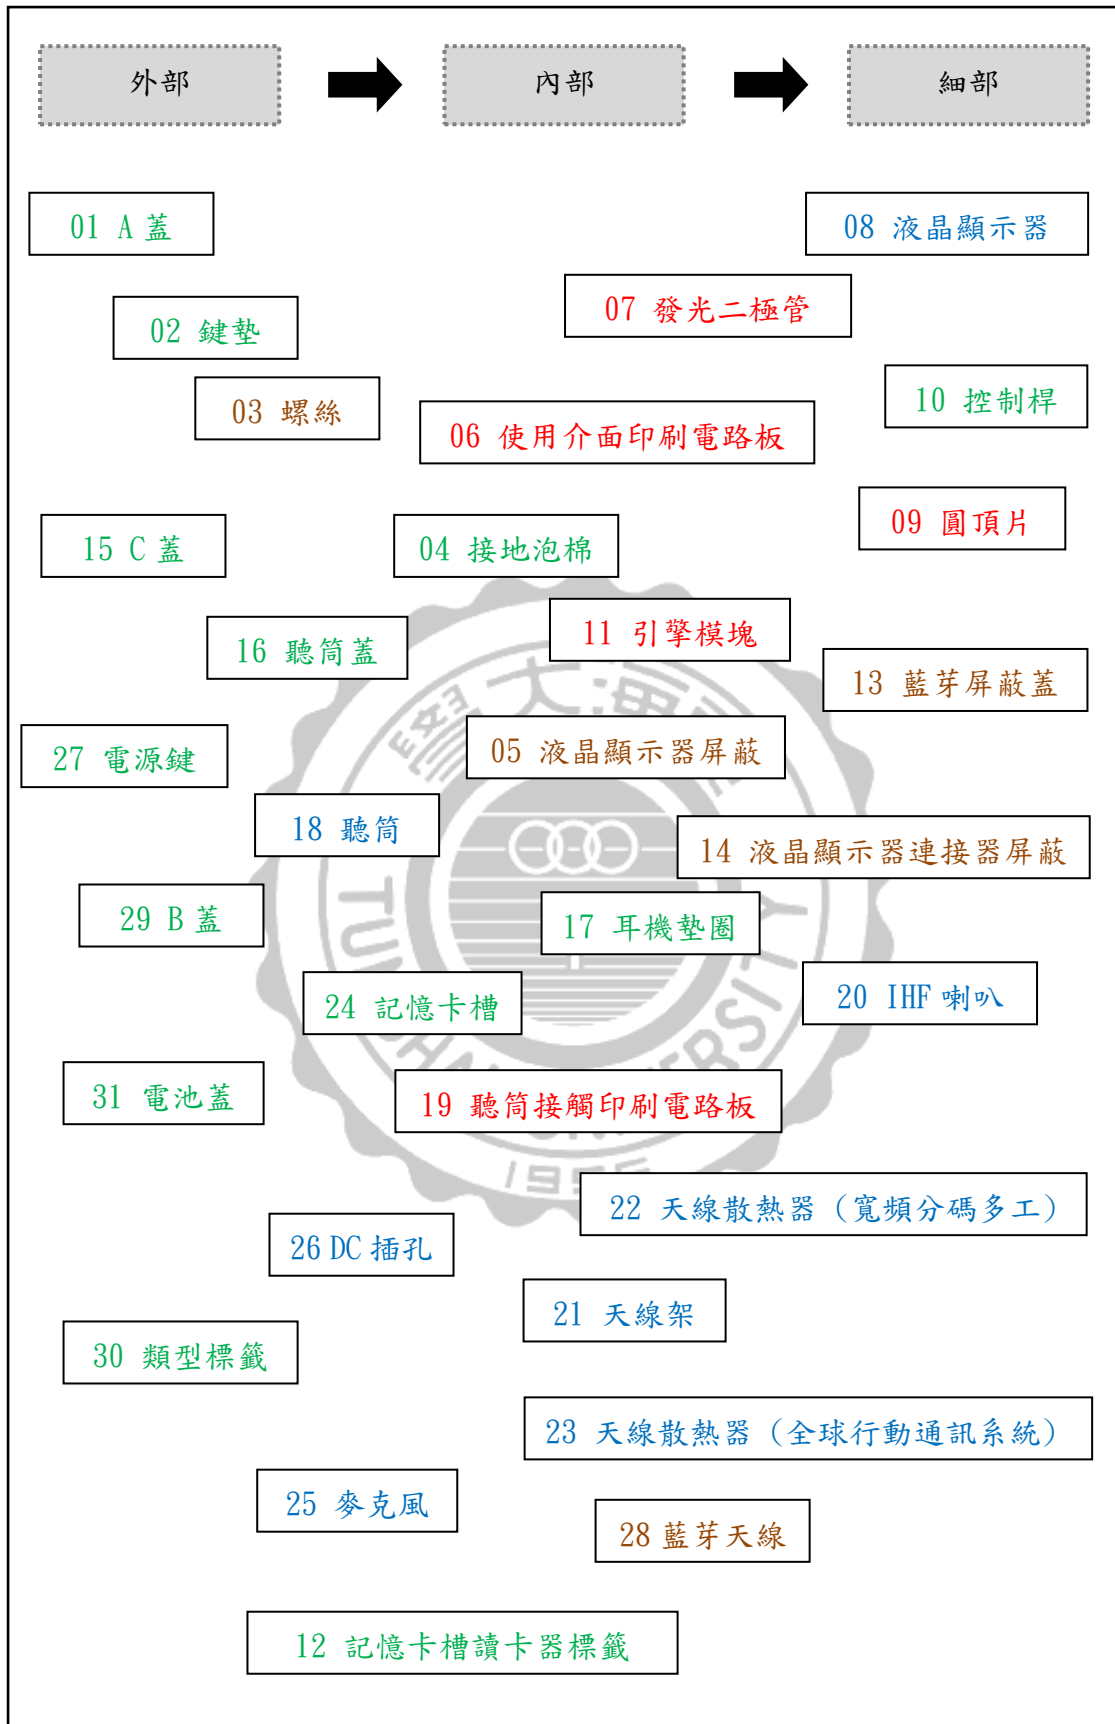 外部
內部
細部
01 A 蓋
08 液晶顯示器
07 發光二極管
02 鍵墊
10 控制桿
03 螺絲
06 使用介面印刷電路板
09 圓頂片
15 C 蓋
04 接地泡棉
11 引擎模塊
16 聽筒蓋
13 藍芽屏蔽蓋
05 液晶顯示器屏蔽
27 電源鍵
18 聽筒
14 液晶顯示器連接器屏蔽
29 B 蓋
17 耳機墊圈
20 IHF 喇叭
24 記憶卡槽
31 電池蓋
19 聽筒接觸印刷電路板
22 天線散熱器（寬頻分碼多工）
26 DC 插孔
21 天線架
30 類型標籤
23 天線散熱器（全球行動通訊系統）
25 麥克風
28 藍芽天線
12 記憶卡槽讀卡器標籤